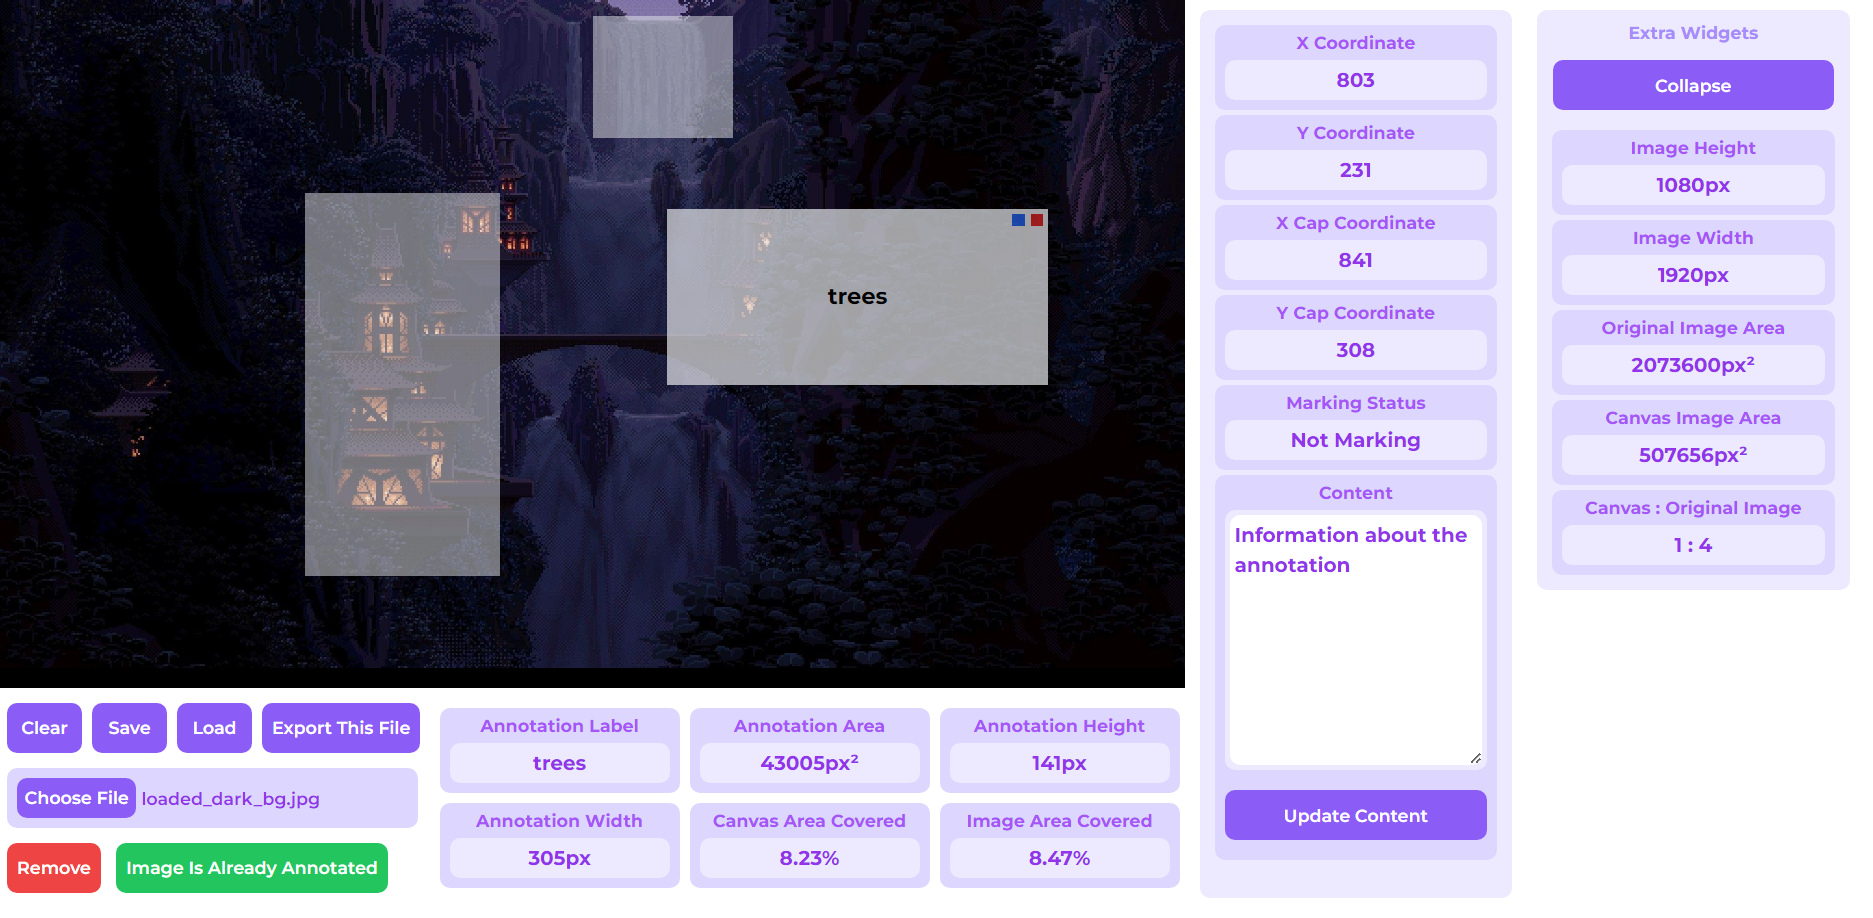 trees
Clear
Save
Load
Export This File
Choose File
loaded_dark_bg.jpg
Remove
Image Is Already Annotated
Annotation Label
trees
Annotation Area
43005px²
Annotation Height
141px
Annotation Width
305px
Canvas Area Covered
8.23%
Image Area Covered
8.47%
X Coordinate
803
Y Coordinate
231
X Cap Coordinate
841
Y Cap Coordinate
308
Marking Status
Not Marking
Content
Information about the
annotation
Update Content
Extra Widgets
Collapse
Image Height
1080px
Image Width
1920px
Original Image Area
2073600px²
Canvas Image Area
507656px²
Canvas : Original Image
1 : 4